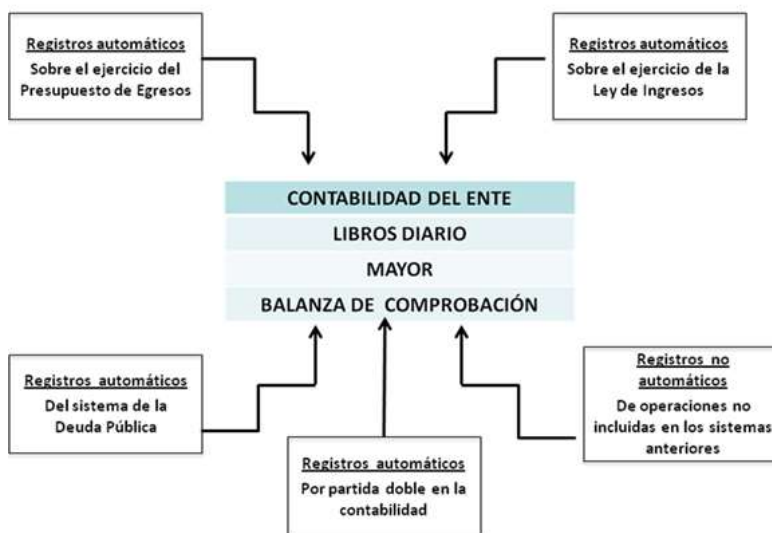 Registros automáticos
Sobre el ejercicio del
Presupuesto de Egresos
Registros automáticos
Sobre el ejercicio de la
Ley de Ingresos
CONTABILIDAD DEL ENTE
LIBROS DIARIO
MAYOR
BALANZA DE COMPROBACIÓN
Registros automáticos
Del sistema de la
Deuda Pública
Registros automáticos
Por partida doble en la
contabilidad
Registros no
automáticos
De operaciones no
incluidas en los sistemas
anteriores